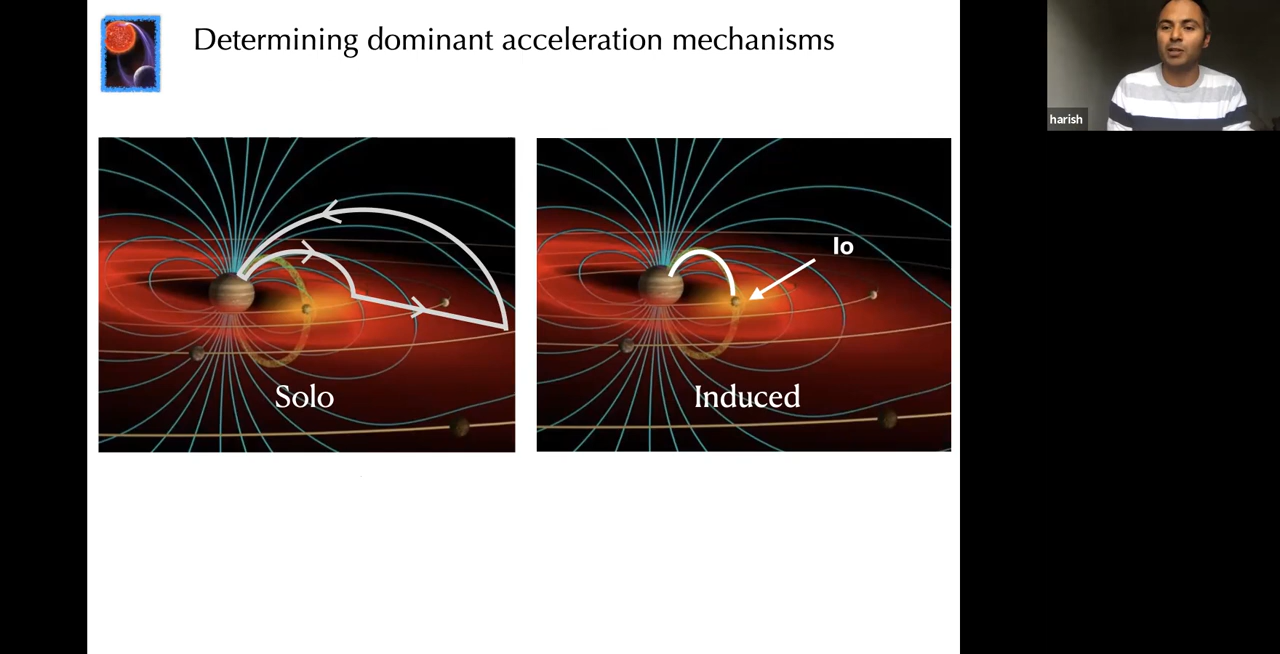 Determining dominant acceleration mechanisms
harish
Io
Solo
Induced